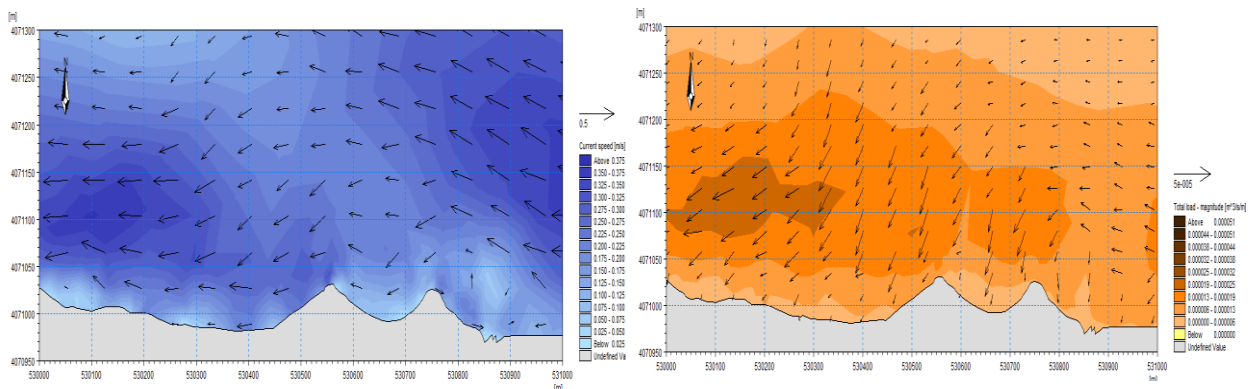 [m]
4071300
4071250
4071200
4071150
4071100
4071050
4071000
4070950
N
530000
530100
530200
530300
530400
530500
530600
530700
530800
530900
531000
[m]
0.5
Current speed [m/s]
Above 0.375
0.350 - 0.375
0.325 - 0.350
0.300 - 0.325
0.275 - 0.300
0.250 - 0.275
0.225 - 0.250
0.200 - 0.225
0.175 - 0.200
0.150 - 0.175
0.125 - 0.150
0.100 - 0.125
0.075 - 0.100
0.050 - 0.075
0.025 - 0.050
Below 0.025
Undefined Va
[m]
4071300
4071250
4071200
4071150
4071100
4071050
4071000
4070950
N
530000
530100
530200
530300
530400
530500
530600
530700
530800
530900
531000
[m]
5e-005
Total load - magnitude [m^3/s/m]
Above 0.000051
0.000044 - 0.000051
0.000038 - 0.000044
0.000032 - 0.000038
0.000025 - 0.000032
0.000019 - 0.000025
0.000013 - 0.000019
0.000006 - 0.000013
0.000000 - 0.000006
Below 0.000000
Undefined Value